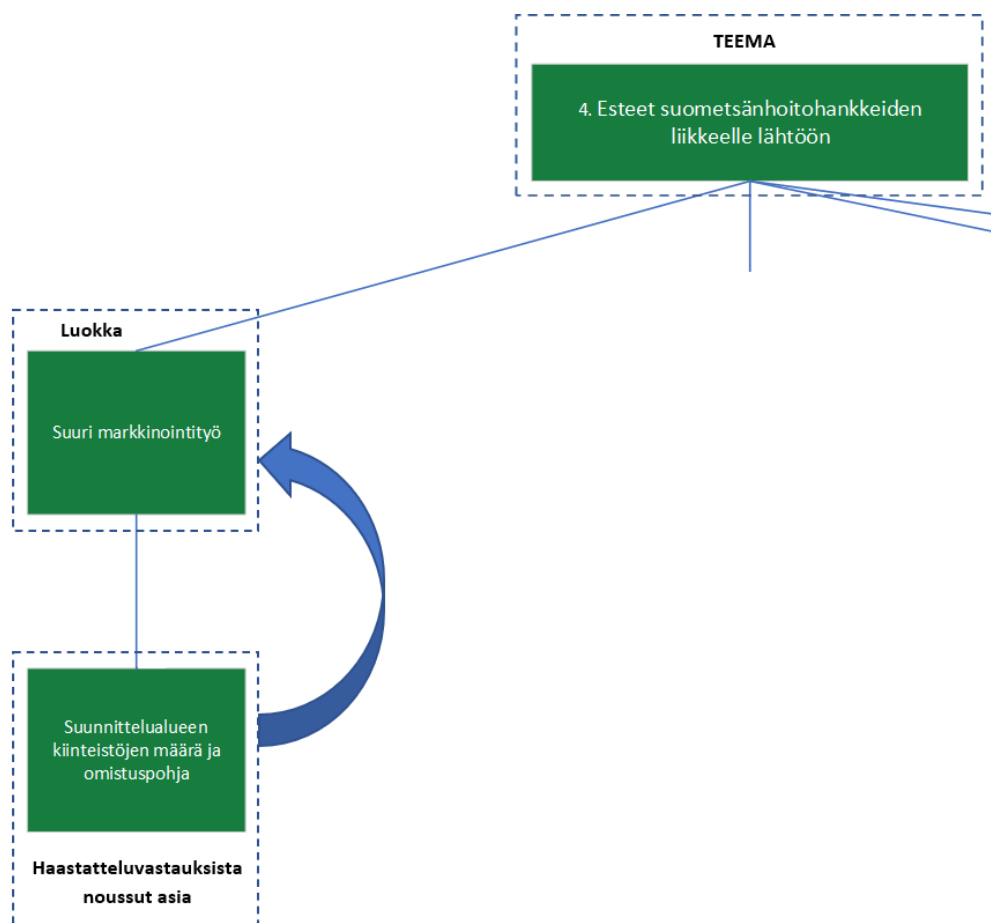 TEEMA
4. Esteet suometsänhoitohankkeiden
liikkeelle lähtöön
Luokka
Suuri markkinointityö
Suunnittelualueen
kiinteistöjen määrä ja
omistuspohja
Haastatteluvastauksista
noussut asia